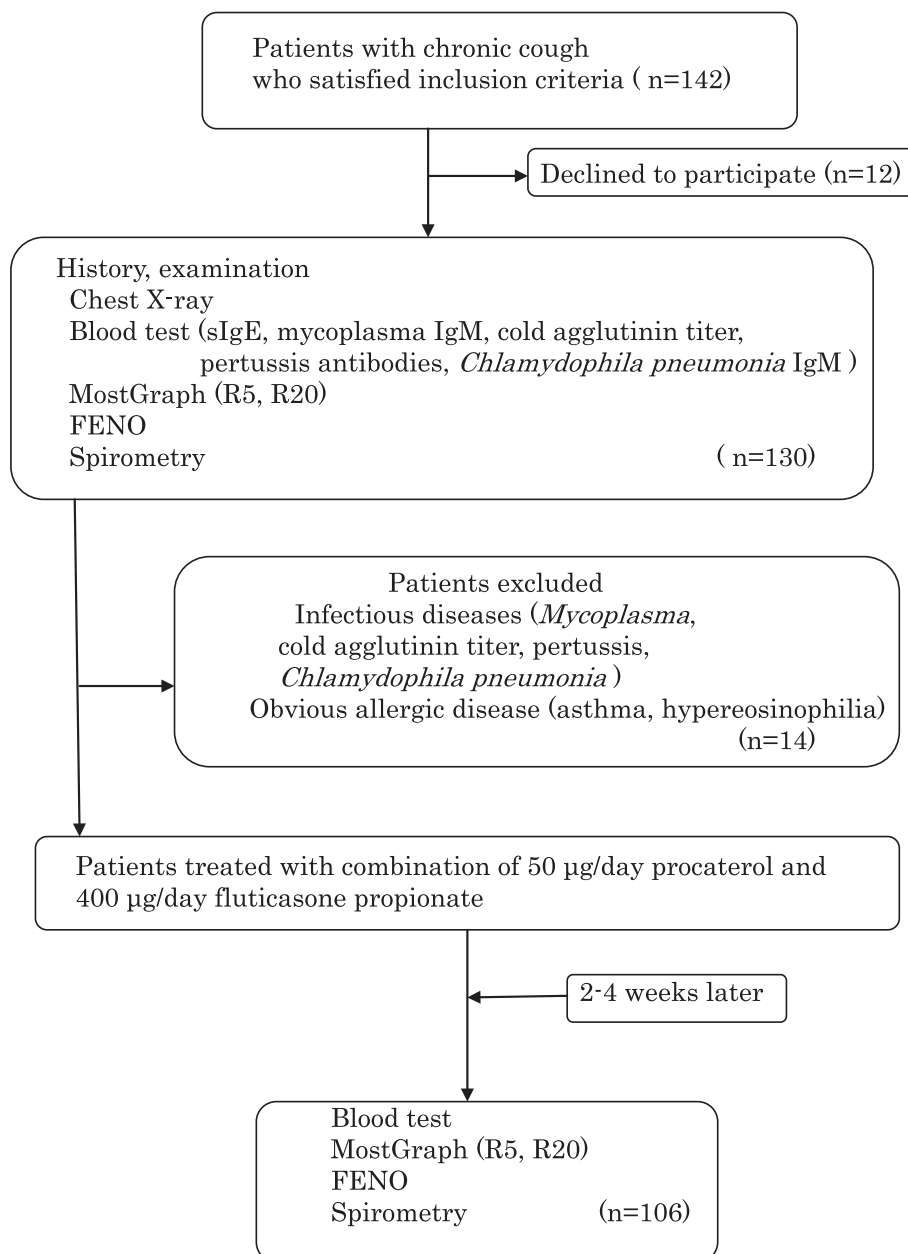 Patients with chronic cough
who satisfied inclusion criteria ( n=142)
Declined to participate (n=12)
History, examination
Chest X-ray
Blood test (sIgE, mycoplasma IgM, cold agglutinin titer,
pertussis antibodies, Chlamydophila pneumonia IgM )
MostGraph (R5, R20)
FENO
Spirometry ( n=130)
Patients excluded
Infectious diseases (Mycoplasma,
cold agglutinin titer, pertussis,
Chlamydophila pneumonia )
Obvious allergic disease (asthma, hypereosinophilia)
(n=14)
Patients treated with combination of 50 µg/day procaterol and
400 µg/day fluticasone propionate
2-4 weeks later
Blood test
MostGraph (R5, R20)
FENO
Spirometry (n=106)